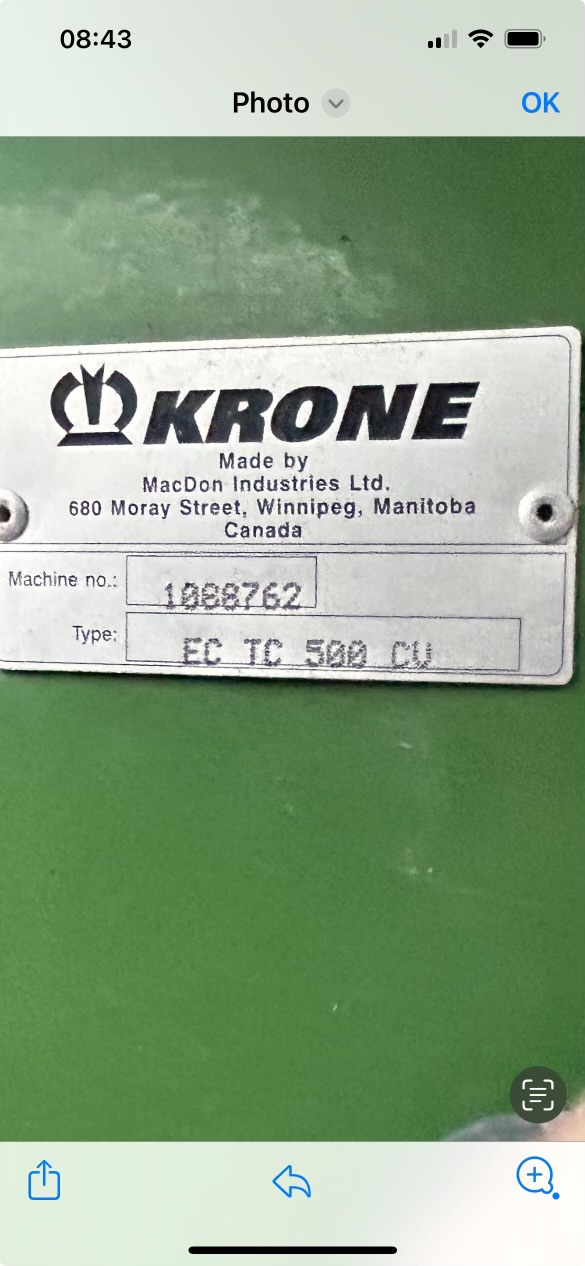 08:43
Photo
OK
KRONE
Made by
MacDon Industries Ltd.
680 Moray Street, Winnipeg, Manitoba
Canada
Machine no.: 1088762
Type: EC TC 500 CU